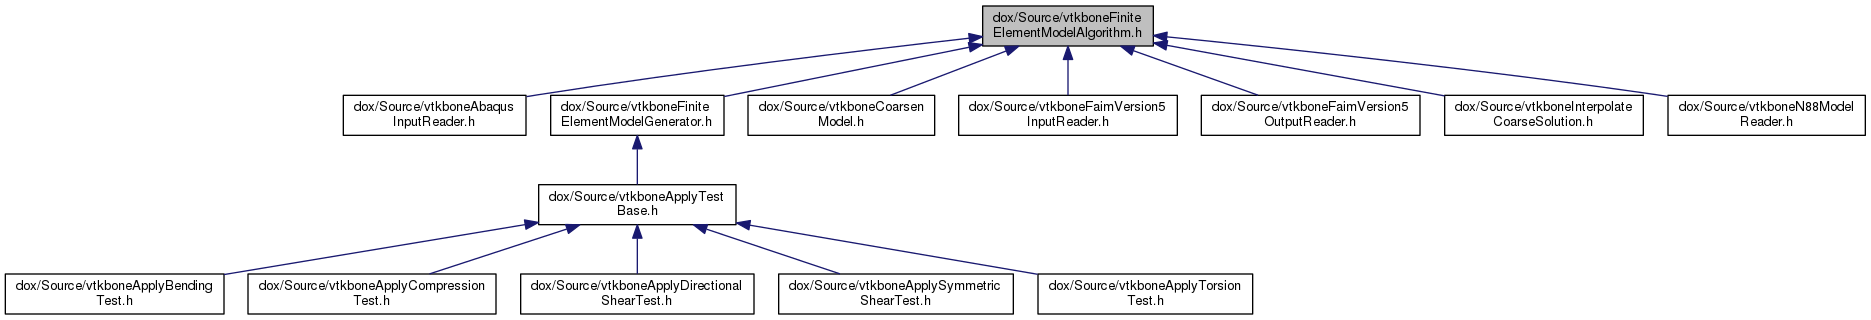 dox/Source/vtkboneFinite
ElementModelAlgorithm.h
dox/Source/vtkboneAbaqus
InputReader.h
dox/Source/vtkboneFinite
ElementModelGenerator.h
dox/Source/vtkboneCoarsen
Model.h
dox/Source/vtkboneFaimVersion5
InputReader.h
dox/Source/vtkboneFaimVersion5
OutputReader.h
dox/Source/vtkboneInterpolate
CoarseSolution.h
dox/Source/vtkboneN88Model
Reader.h
dox/Source/vtkboneApplyTest
Base.h
dox/Source/vtkboneApplyBending
Test.h
dox/Source/vtkboneApplyCompression
Test.h
dox/Source/vtkboneApplyDirectional
ShearTest.h
dox/Source/vtkboneApplySymmetric
ShearTest.h
dox/Source/vtkboneApplyTorsion
Test.h